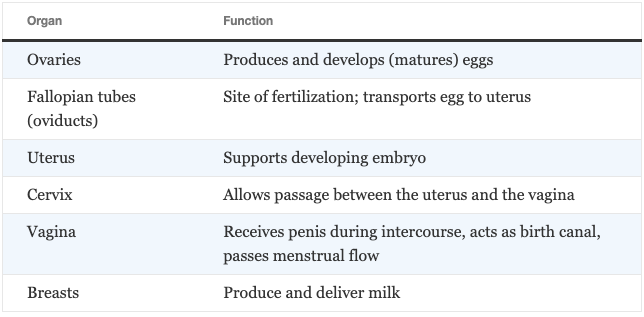 Organ Function
Ovaries Produces and develops (matures) eggs
Fallopian tubes Site of fertilization; transports egg to uterus
(oviducts)
Uterus Supports developing embryo
Cervix Allows passage between the uterus and the vagina
Vagina Receives penis during intercourse, acts as birth canal,
passes menstrual flow
Breasts Produce and deliver milk